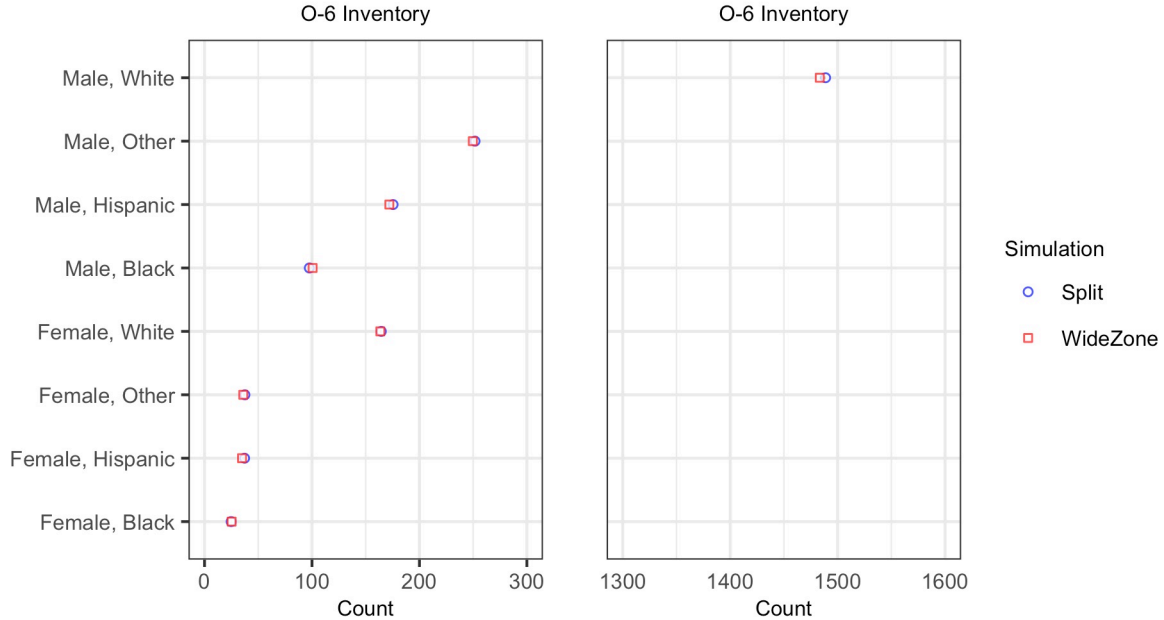 O-6 Inventory
O-6 Inventory
Male, White
Male, Other
Male, Hispanic
Male, Black
Female, White
Female, Other
Female, Hispanic
Female, Black
0 100 200 300
1300 1400 1500 1600
Count
Count
Simulation
Split
WideZone